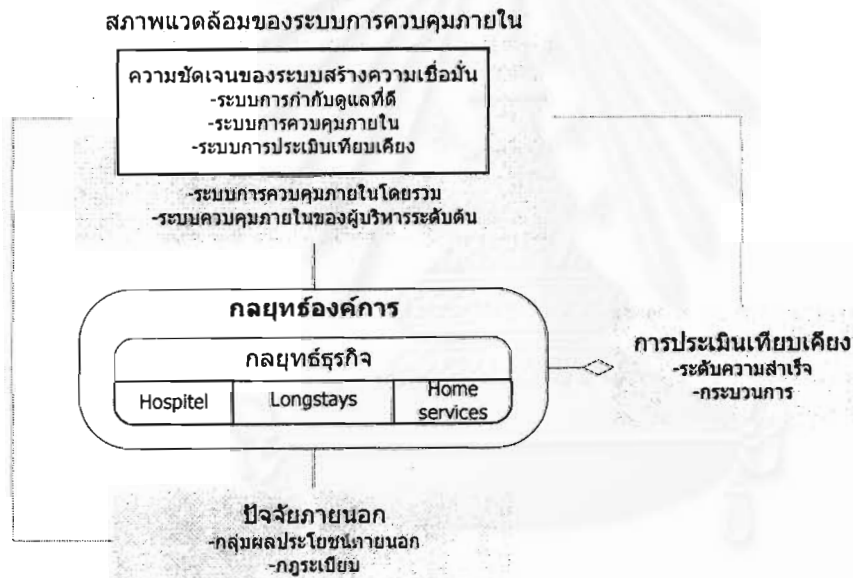 สภาพแวดล้อมของระบบการควบคุมภายใน
ความชัดเจนของระบบสร้างความเชื่อมั่น
-ระบบการกำกับดูแลที่ดี
-ระบบการควบคุมภายใน
-ระบบการประเมินเทียบเคียง
-ระบบการควบคุมภายในโดยรวม
-ระบบควบคุมภายในของผู้บริหารระดับต้น
กลยุทธ์องค์การ
กลยุทธ์ธุรกิจ
Hospitel
Longstays
Home
services
การประเมินเทียบเคียง
-ระดับความสำเร็จ
-กระบวนการ
ปัจจัยภายนอก
-กลุ่มผลประโยชน์ภายนอก
-กฎระเบียบ